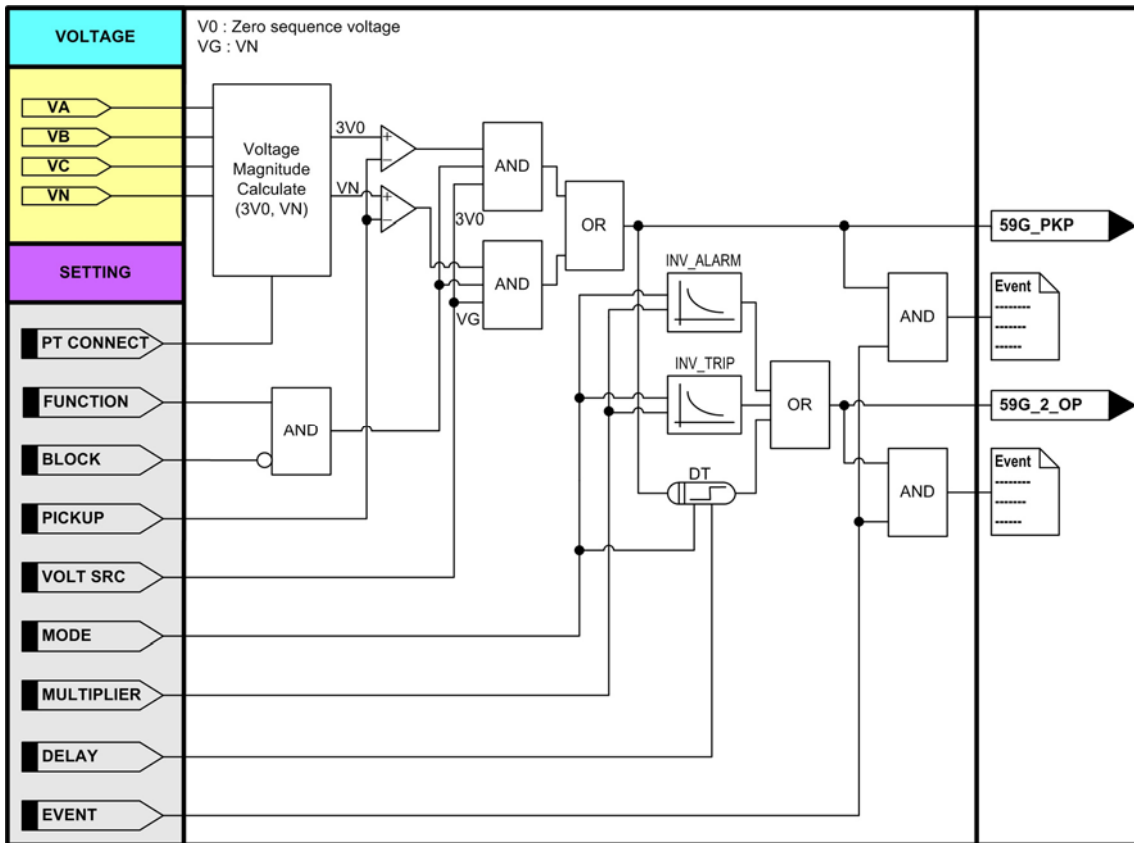 VOLTAGE
V0 : Zero sequence voltage
VG : VN
VA
VB
VC
VN
Voltage
Magnitude
Calculate
(3V0, VN)
3V0
VN
+
−
+
−
AND
3V0
AND
VG
OR
SETTING
PT CONNECT
FUNCTION
BLOCK
PICKUP
VOLT SRC
MODE
MULTIPLIER
DELAY
EVENT
AND
INV_ALARM
INV_TRIP
DT
OR
AND
AND
59G_PKP
Event
--------
-------
------
59G_2_OP
Event
--------
-------
------